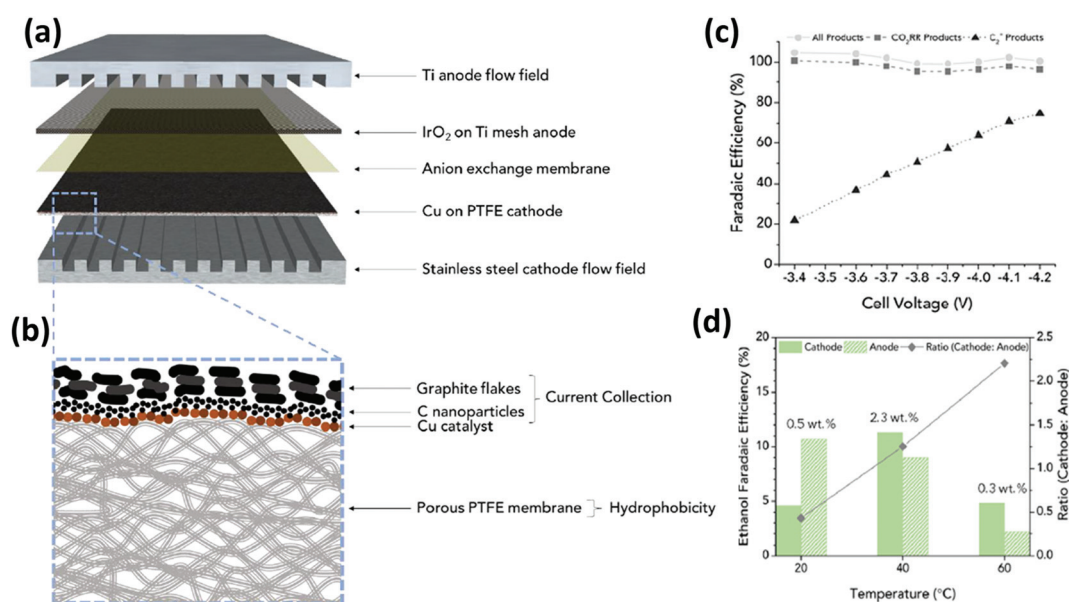 (a)
Ti anode flow field
IrO₂ on Ti mesh anode
Anion exchange membrane
Cu on PTFE cathode
Stainless steel cathode flow field
(b)
Graphite flakes
C nanoparticles
Current Collection
Cu catalyst
Porous PTFE membrane
Hydrophobicity
(c)
All Products CO₂RR Products C₂⁺ Products
Faradaic Efficiency (%)
100
80
60
40
20
0
-3.4 -3.5 -3.6 -3.7 -3.8 -3.9 -4.0 -4.1 -4.2
Cell Voltage (V)
(d)
Cathode Anode Ratio (Cathode: Anode)
Ethanol Faradaic Efficiency (%)
20
15
10
5
0
0.5 wt.%
2.3 wt.%
0.3 wt.%
2.5
2.0
1.5
1.0
0.5
0.0
Ratio (Cathode: Anode)
20 40 60
Temperature (°C)